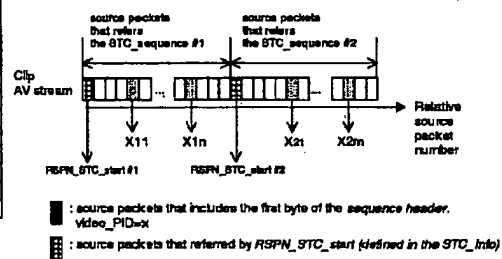 source packets that refers the STC_sequence #1
source packets that refers the STC_sequence #2
Clip AV stream
... ...
Relative source packet number
X11 X1n X21 X2m
RSPN_STC_start #1 RSPN_STC_start #2
: source packets that includes the first byte of the sequence header.
video_PID=x
: source packets that referred by RSPN_STC_start (defined in the STC_Info)